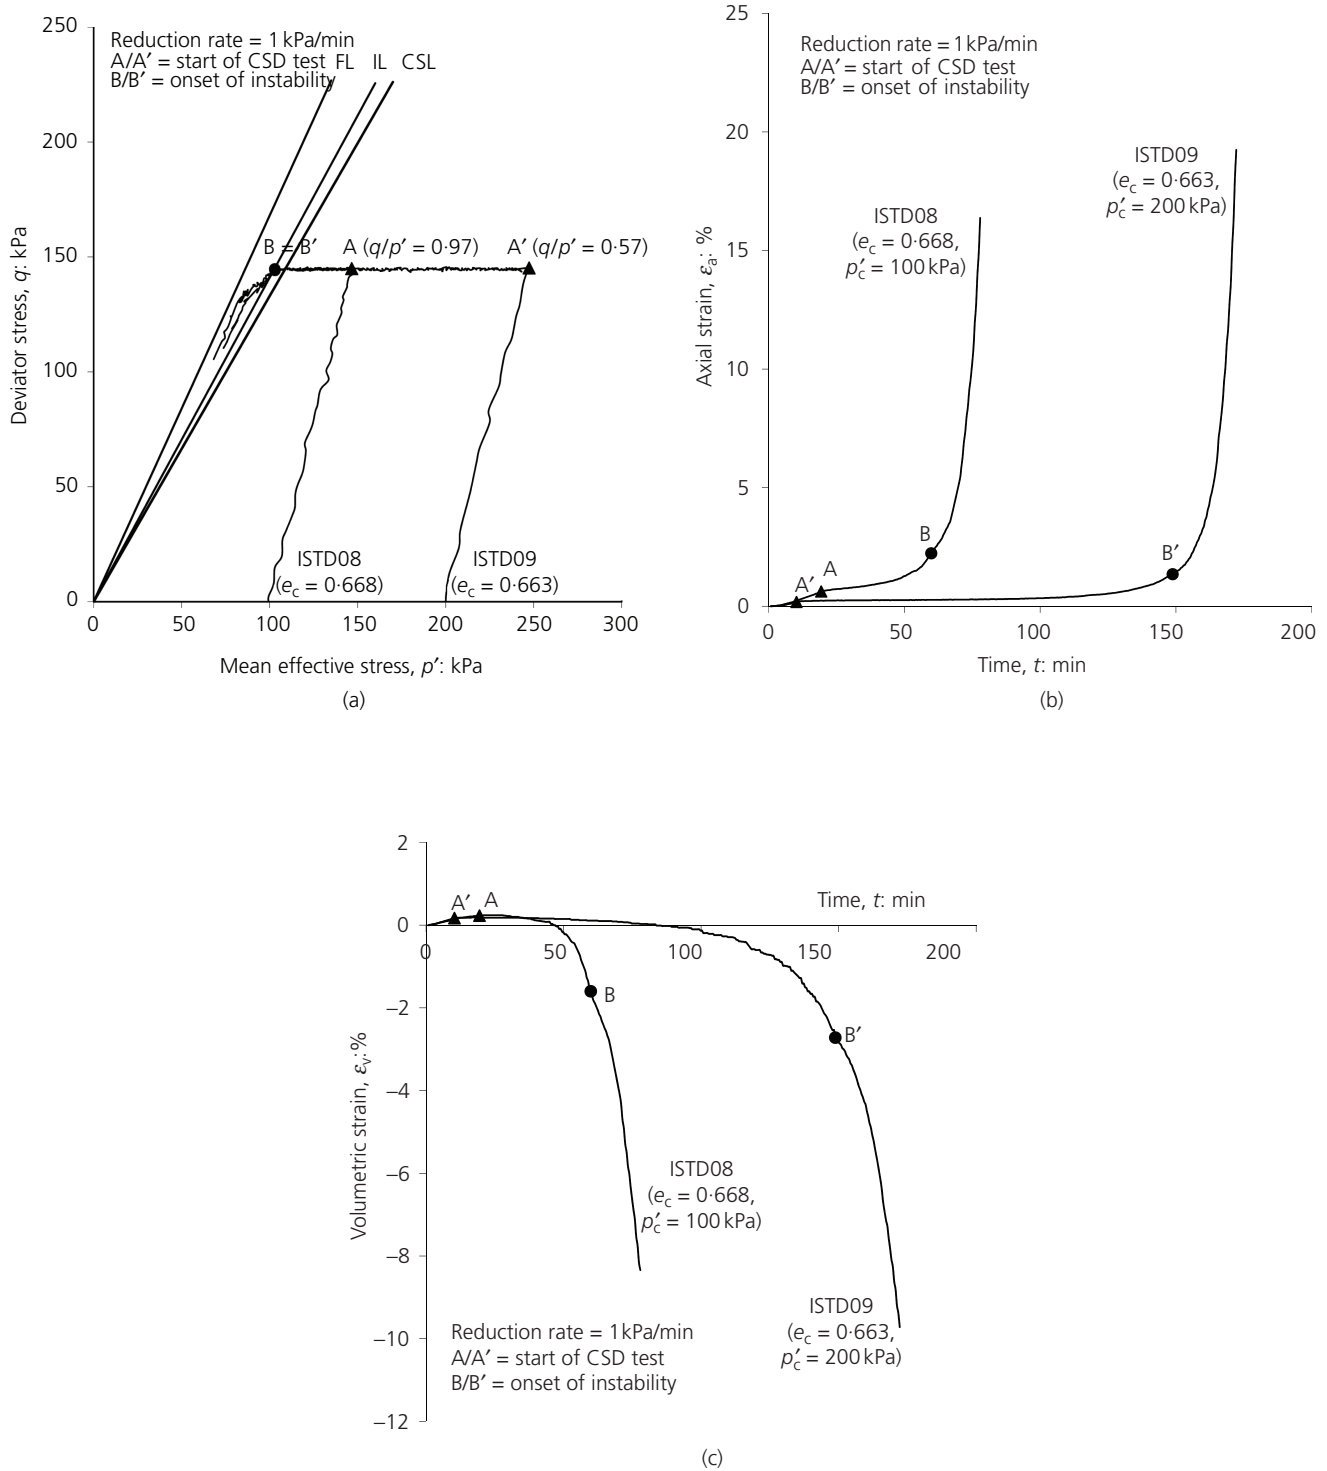 250
200
150
100
50
0
0 50 100 150 200 250 300
Deviator stress, q: kPa
Mean effective stress, p′: kPa
Reduction rate = 1 kPa/min
A/A′ = start of CSD test
B/B′ = onset of instability
FL IL CSL
B = B′
A (q/p′ = 0·97)
A′ (q/p′ = 0·57)
ISTD08
(ec = 0·668)
ISTD09
(ec = 0·663)
(a)
25
20
15
10
5
0
0 50 100 150 200
Axial strain, εa: %
Time, t: min
Reduction rate = 1 kPa/min
A/A′ = start of CSD test
B/B′ = onset of instability
ISTD09
(ec = 0·663,
p′c = 200 kPa)
ISTD08
(ec = 0·668,
p′c = 100 kPa)
B
B′
A′
A
(b)
2
0
−2
−4
−6
−8
−10
−12
0 50 100 150 200
Volumetric strain, εv: %
Time, t: min
A′
A
B
B′
ISTD08
(ec = 0·668,
p′c = 100 kPa)
ISTD09
(ec = 0·663,
p′c = 200 kPa)
Reduction rate = 1 kPa/min
A/A′ = start of CSD test
B/B′ = onset of instability
(c)